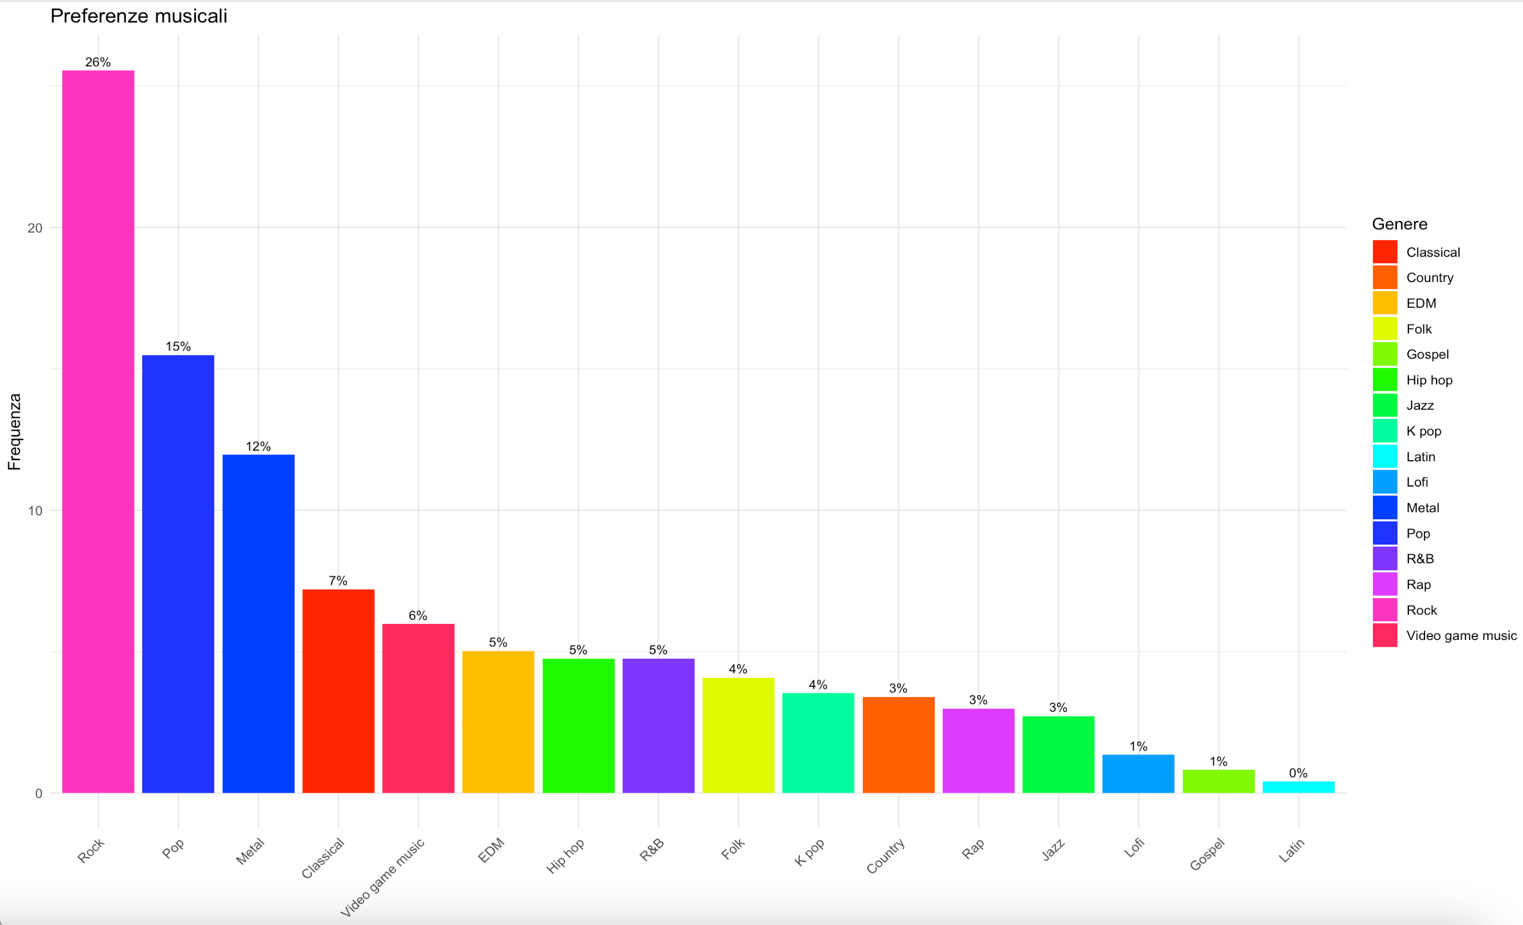 Preferenze musicali
26%
15%
12%
7%
6%
5%
5%
5%
4%
4%
3%
3%
3%
1%
1%
0%
20
10
0
Frequenza
Rock
Pop
Metal
Classical
Video game music
EDM
Hip hop
R&B
Folk
K pop
Country
Rap
Jazz
Lofi
Gospel
Latin
Genere
Classical
Country
EDM
Folk
Gospel
Hip hop
Jazz
K pop
Latin
Lofi
Metal
Pop
R&B
Rap
Rock
Video game music